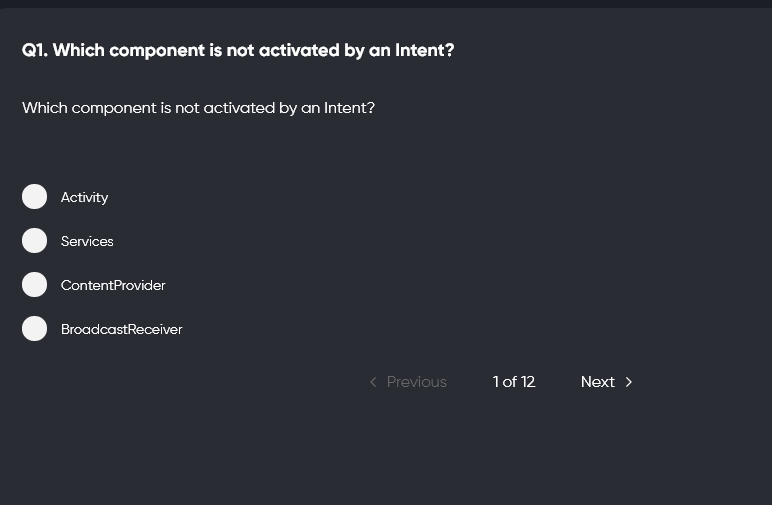 Q1. Which component is not activated by an Intent?
Which component is not activated by an Intent?
Activity
Services
ContentProvider
BroadcastReceiver
Previous 1 of 12 Next